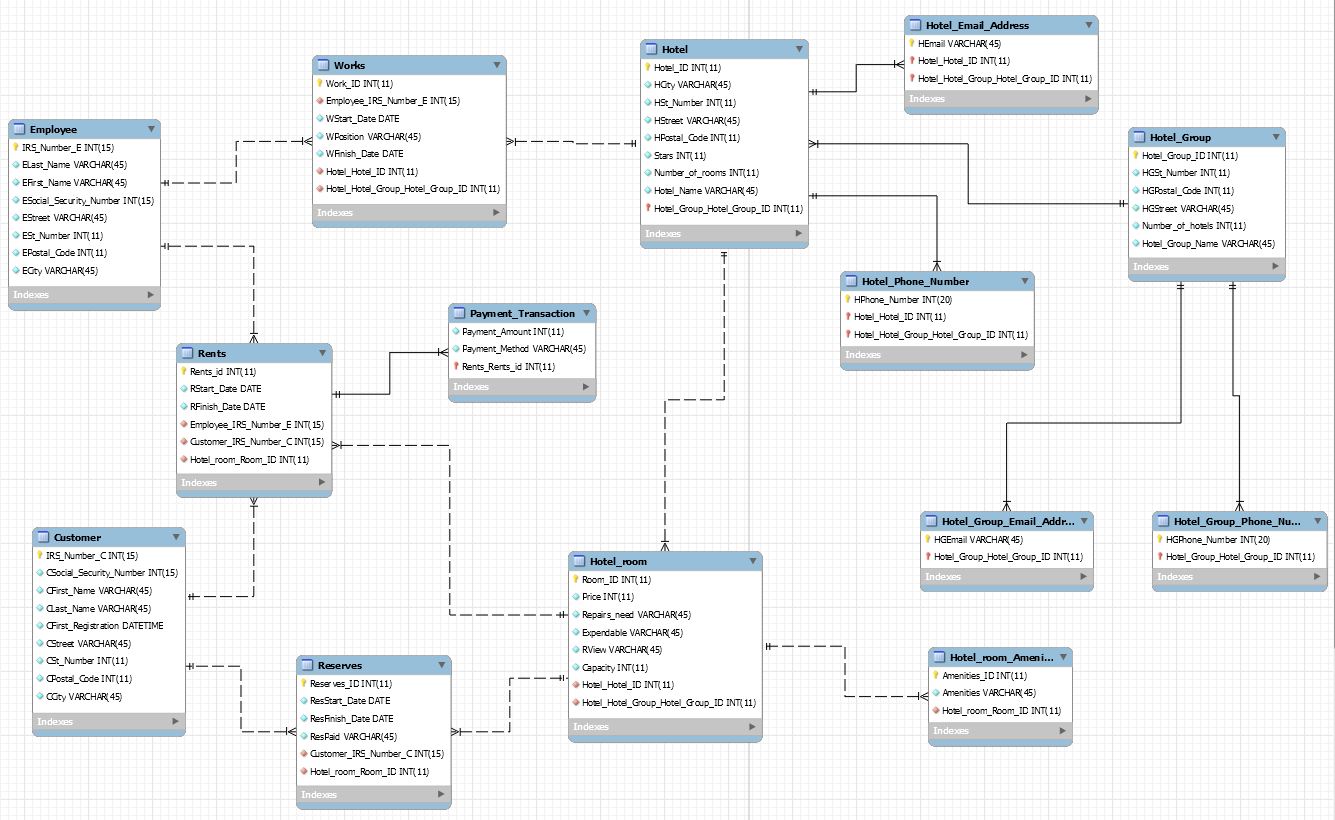 Hotel_Email_Address
HEmail VARCHAR(45)
Hotel_Hotel_ID INT(11)
Hotel_Hotel_Group_Hotel_Group_ID INT(11)
Indexes
Hotel
Hotel_ID INT(11)
HCity VARCHAR(45)
HSt_Number INT(11)
HStreet VARCHAR(45)
HPostal_Code INT(11)
Stars INT(11)
Number_of_rooms INT(11)
Hotel_Name VARCHAR(45)
Hotel_Group_Hotel_Group_ID INT(11)
Indexes
Works
Work_ID INT(11)
Employee_IRS_Number_E INT(15)
WStart_Date DATE
WPosition VARCHAR(45)
WFinish_Date DATE
Hotel_Hotel_ID INT(11)
Hotel_Hotel_Group_Hotel_Group_ID INT(11)
Indexes
Employee
IRS_Number_E INT(15)
ELast_Name VARCHAR(45)
EFirst_Name VARCHAR(45)
ESocial_Security_Number INT(15)
EStreet VARCHAR(45)
ESt_Number INT(11)
EPostal_Code INT(11)
ECity VARCHAR(45)
Indexes
Hotel_Group
Hotel_Group_ID INT(11)
HGSt_Number INT(11)
HGPostal_Code INT(11)
HGStreet VARCHAR(45)
Number_of_hotels INT(11)
Hotel_Group_Name VARCHAR(45)
Indexes
Hotel_Phone_Number
HPhone_Number INT(20)
Hotel_Hotel_ID INT(11)
Hotel_Hotel_Group_Hotel_Group_ID INT(11)
Indexes
Payment_Transaction
Payment_Amount INT(11)
Payment_Method VARCHAR(45)
Rents_Rents_id INT(11)
Indexes
Rents
Rents_id INT(11)
RStart_Date DATE
RFinish_Date DATE
Employee_IRS_Number_E INT(15)
Customer_IRS_Number_C INT(15)
Hotel_room_Room_ID INT(11)
Indexes
Customer
IRS_Number_C INT(15)
CSocial_Security_Number INT(15)
CFirst_Name VARCHAR(45)
CLast_Name VARCHAR(45)
CFirst_Registration DATETIME
CStreet VARCHAR(45)
CSt_Number INT(11)
CPostal_Code INT(11)
CCity VARCHAR(45)
Indexes
Reserves
Reserves_ID INT(11)
ResStart_Date DATE
ResFinish_Date DATE
ResPaid VARCHAR(45)
Customer_IRS_Number_C INT(15)
Hotel_room_Room_ID INT(11)
Indexes
Hotel_room
Room_ID INT(11)
Price INT(11)
Repairs_need VARCHAR(45)
Expendable VARCHAR(45)
RView VARCHAR(45)
Capacity INT(11)
Hotel_Hotel_ID INT(11)
Hotel_Hotel_Group_Hotel_Group_ID INT(11)
Indexes
Hotel_Group_Email_Addr...
HGEmail VARCHAR(45)
Hotel_Group_Hotel_Group_ID INT(11)
Indexes
Hotel_Group_Phone_Nu...
HGPhone_Number INT(20)
Hotel_Group_Hotel_Group_ID INT(11)
Indexes
Hotel_room_Ameni...
Amenities_ID INT(11)
Amenities VARCHAR(45)
Hotel_room_Room_ID INT(11)
Indexes